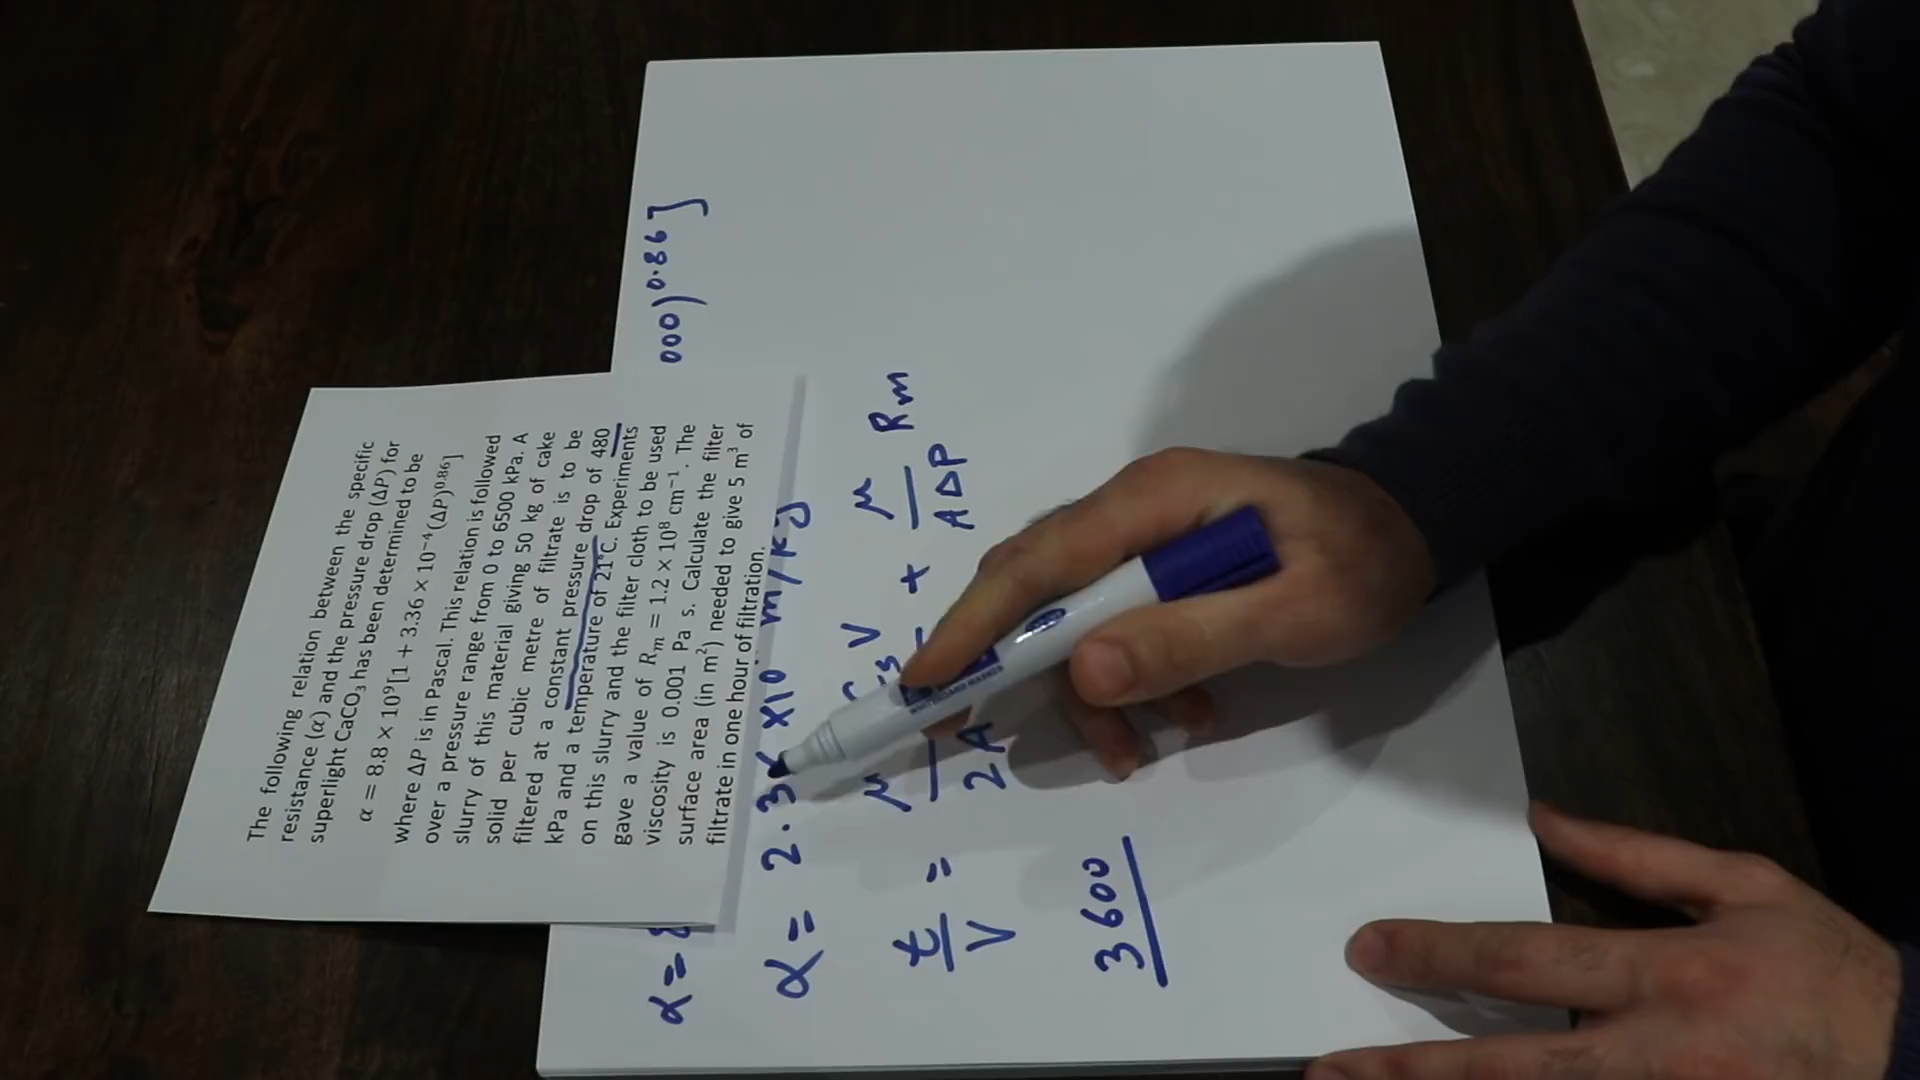 The following relation between the specific
resistance (α) and the pressure drop (ΔP) for
superlight CaCO₃ has been determined to be
α = 8.8 × 10⁹[1 + 3.36 × 10⁻⁴(ΔP)⁰·⁸⁶]
where ΔP is in Pascal. This relation is followed
over a pressure range from 0 to 6500 kPa. A
slurry of this material giving 50 kg of cake
solid per cubic metre of filtrate is to be
filtered at a constant pressure drop of 480
kPa and a temperature of 21°C. Experiments
on this slurry and the filter cloth to be used
gave a value of Rₘ = 1.2 × 10⁸ cm⁻¹. The
viscosity is 0.001 Pa s. Calculate the filter
surface area (in m²) needed to give 5 m³ of
filtrate in one hour of filtration.
α = 000)⁰·⁸⁶]
α = 2.3 ×10 m/kg
t/V = μ V/2A + μ/AΔP Rm
3600
WHITEBOARD MARKER